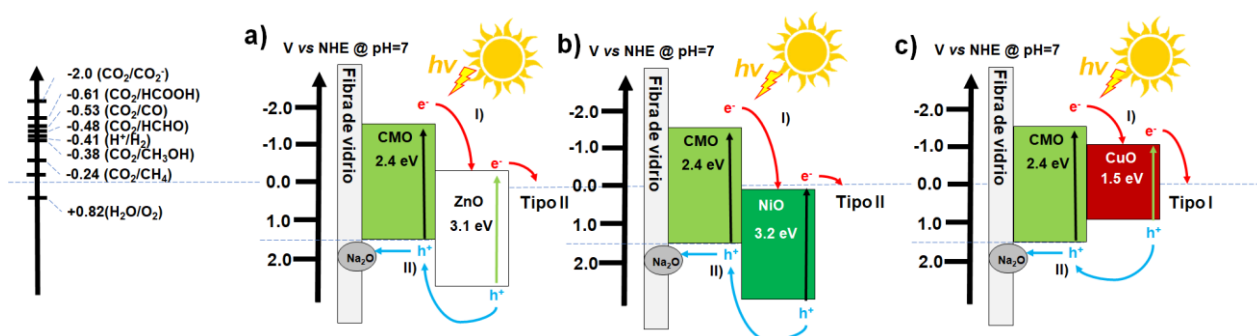 -2.0 (CO₂/CO₂⁻)
-0.61 (CO₂/HCOOH)
-0.53 (CO₂/CO)
-0.48 (CO₂/HCHO)
-0.41 (H⁺/H₂)
-0.38 (CO₂/CH₃OH)
-0.24 (CO₂/CH₄)
+0.82(H₂O/O₂)
a)
V vs NHE @ pH=7
Fibra de vidrio
-2.0
-1.0
0.0
1.0
2.0
hv
e⁻
I)
CMO
2.4 eV
e⁻
ZnO
3.1 eV
Tipo II
Na₂O
h⁺
II)
h⁺
b)
V vs NHE @ pH=7
Fibra de vidrio
-2.0
-1.0
0.0
1.0
2.0
hv
e⁻
I)
CMO
2.4 eV
e⁻
NiO
3.2 eV
Tipo II
Na₂O
h⁺
II)
h⁺
c)
V vs NHE @ pH=7
Fibra de vidrio
-2.0
-1.0
0.0
1.0
2.0
hv
e⁻
I)
CMO
2.4 eV
e⁻
CuO
1.5 eV
Tipo I
Na₂O
h⁺
II)
h⁺